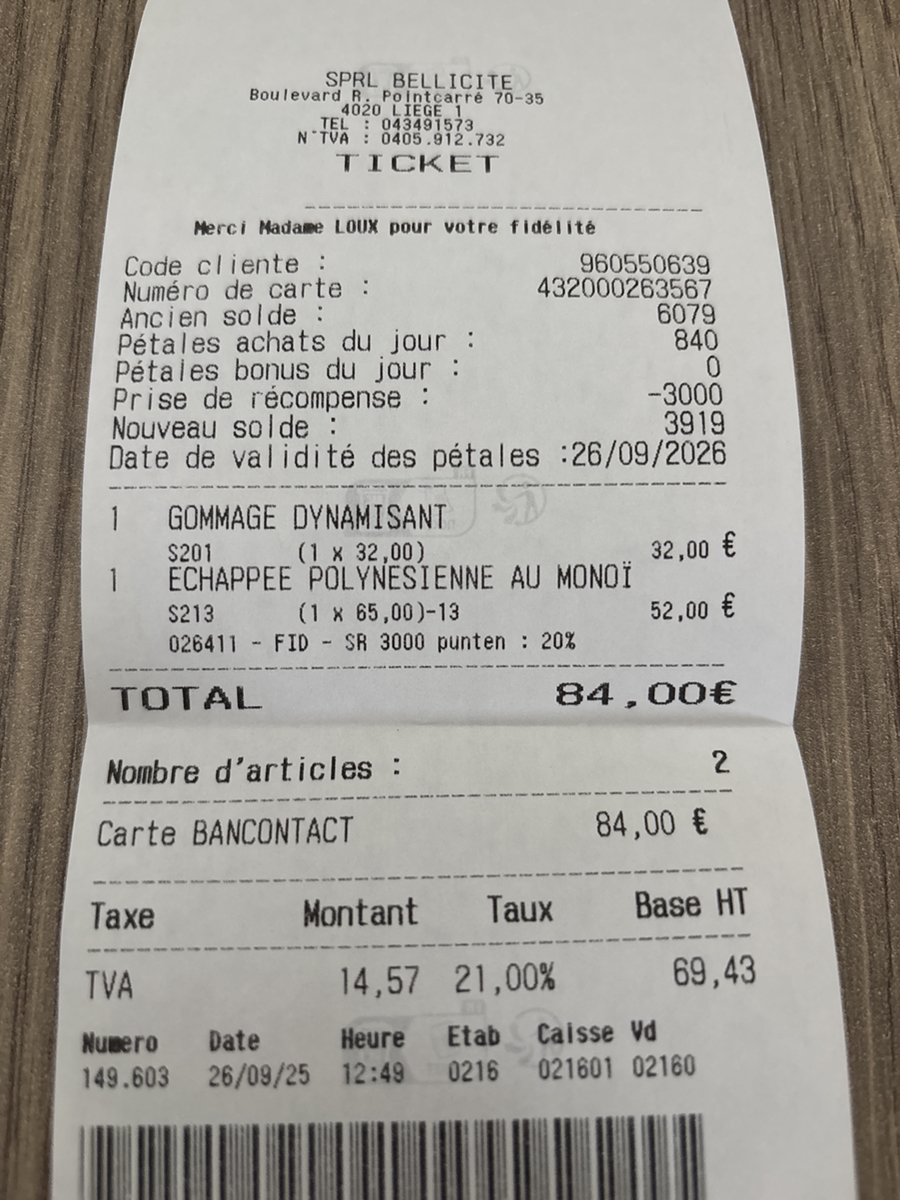 SPRL BELLICITE
Boulevard R. Pointcarré 70-35
4020 LIEGE 1
TEL : 043491573
N°TVA : 0405.912.732
TICKET
Merci Madame LOUX pour votre fidélité
Code cliente : 960550639
Numéro de carte : 432000263567
Ancien solde : 6079
Pétales achats du jour : 840
Pétales bonus du jour : 0
Prise de récompense : -3000
Nouveau solde : 3919
Date de validité des pétales :26/09/2026
1 GOMMAGE DYNAMISANT
S201 (1 x 32,00) 32,00 €
1 ECHAPPEE POLYNESIENNE AU MONOÏ
S213 (1 x 65,00)-13 52,00 €
026411 - FID - SR 3000 punten : 20%
TOTAL 84,00€
Nombre d'articles : 2
Carte BANCONTACT 84,00 €
Taxe Montant Taux Base HT
TVA 14,57 21,00% 69,43
Numero Date Heure Etab Caisse Vd
149.603 26/09/25 12:49 0216 021601 02160